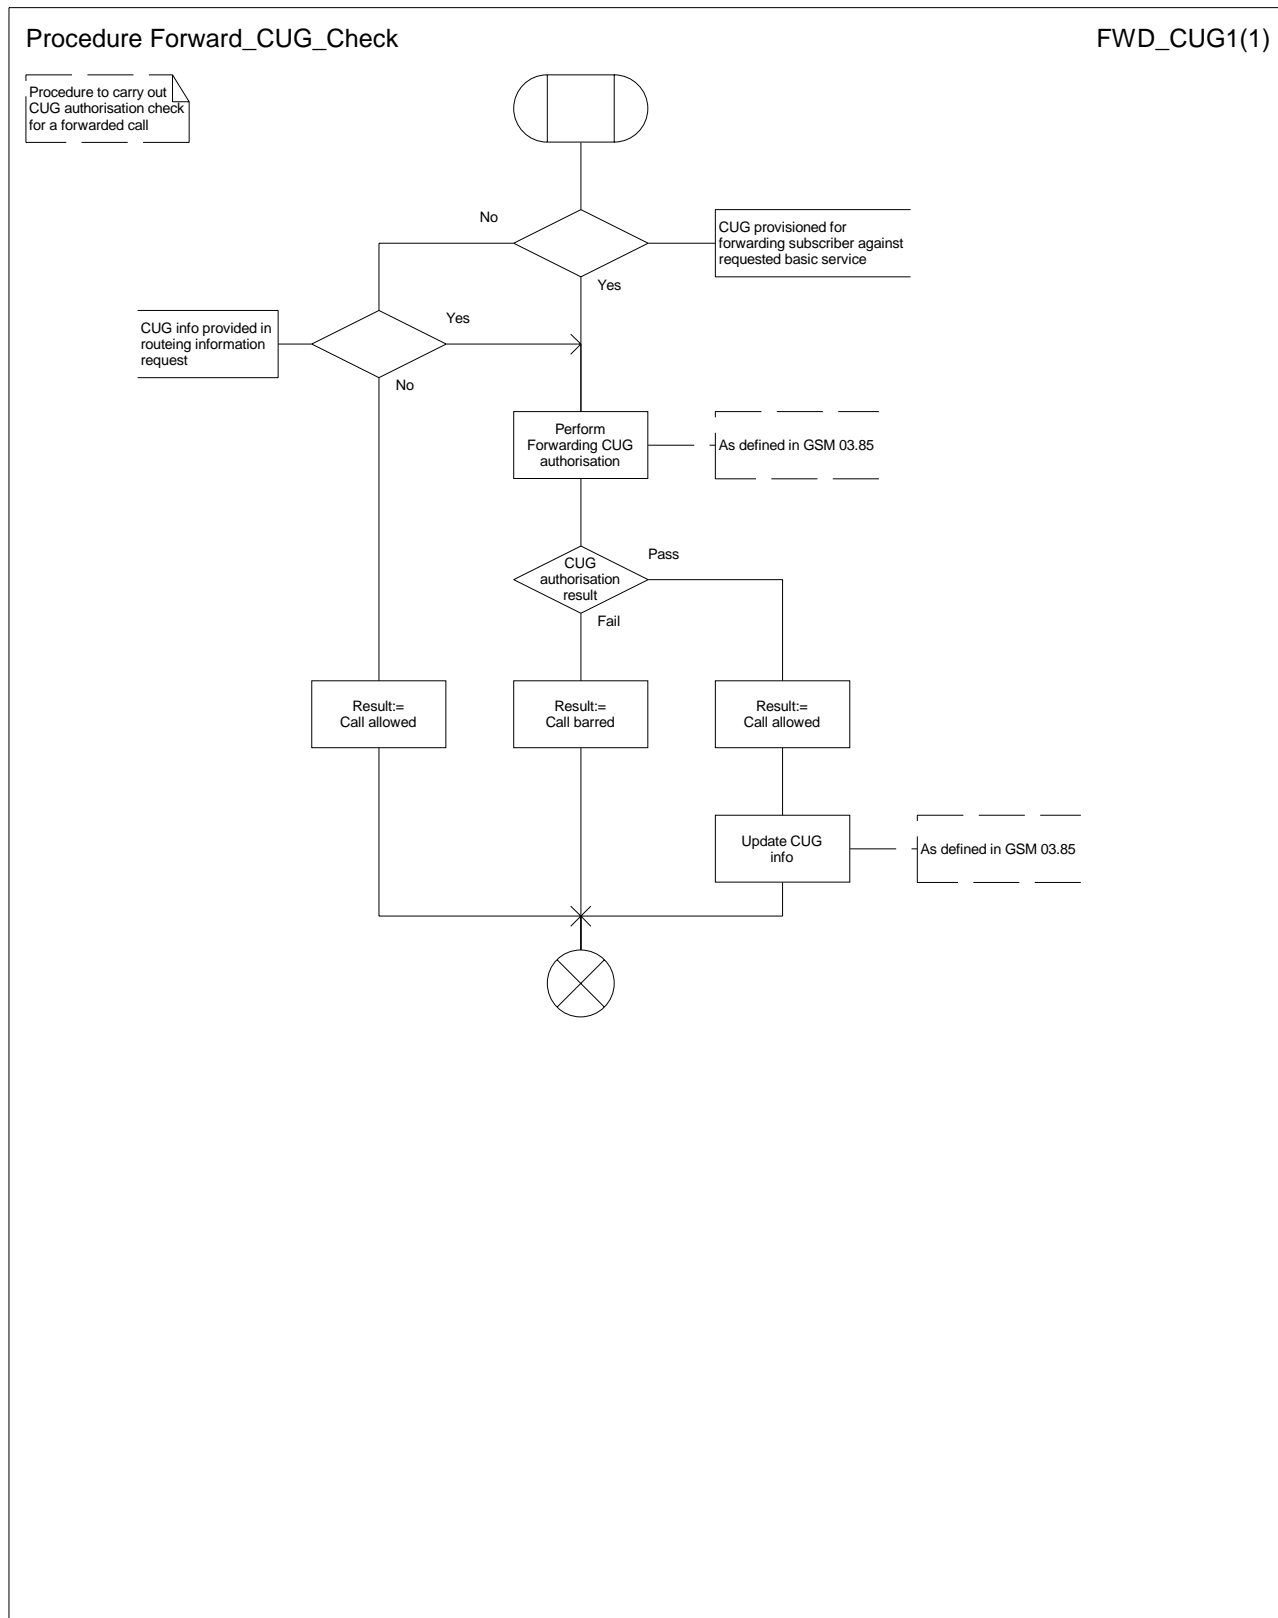 Procedure Forward_CUG_Check
FWD_CUG1(1)
Procedure to carry out
CUG authorisation check
for a forwarded call
No
CUG provisioned for
forwarding subscriber against
requested basic service
Yes
CUG info provided in
routeing information
request
Yes
No
Perform
Forwarding CUG
authorisation
As defined in GSM 03.85
CUG
authorisation
result
Pass
Fail
Result:=
Call allowed
Result:=
Call barred
Result:=
Call allowed
Update CUG
info
As defined in GSM 03.85